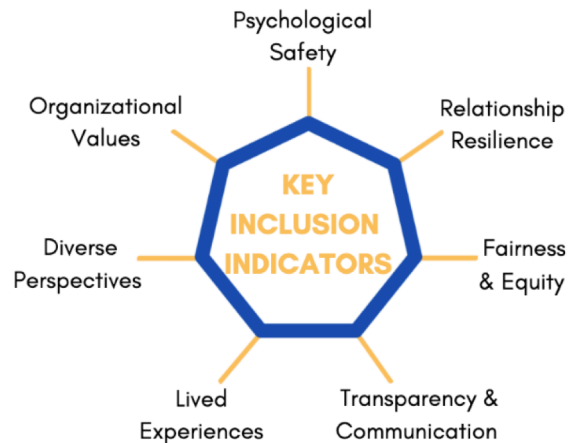 Psychological
Safety
Organizational
Values
Relationship
Resilience
KEY
INCLUSION
INDICATORS
Diverse
Perspectives
Fairness
& Equity
Lived
Experiences
Transparency &
Communication